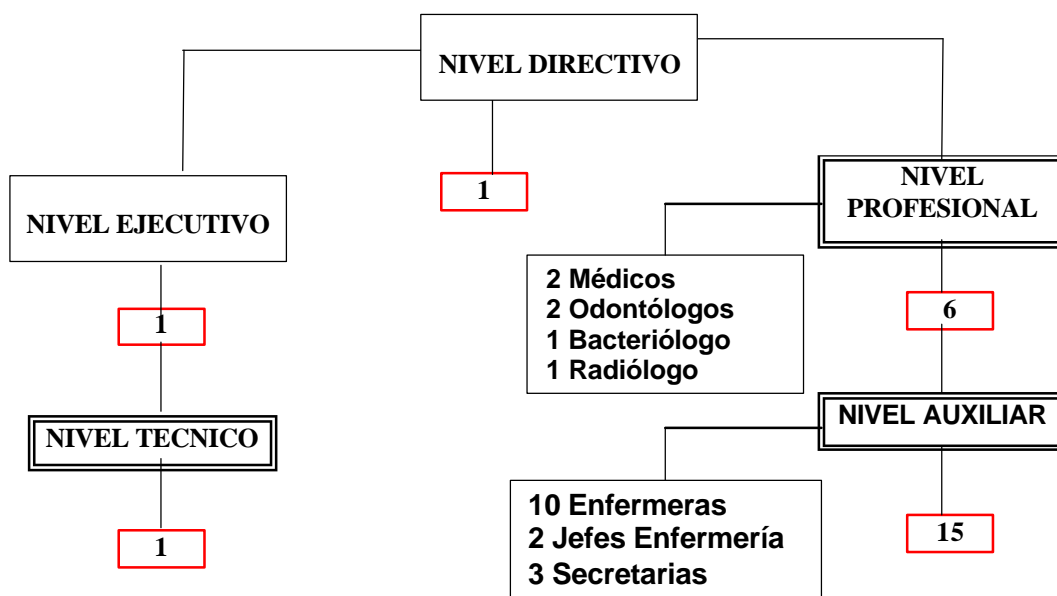 NIVEL DIRECTIVO
1
NIVEL EJECUTIVO
1
NIVEL TECNICO
1
NIVEL
PROFESIONAL
2 Médicos
2 Odontólogos
1 Bacteriólogo
1 Radiólogo
6
NIVEL AUXILIAR
10 Enfermeras
2 Jefes Enfermería
3 Secretarias
15